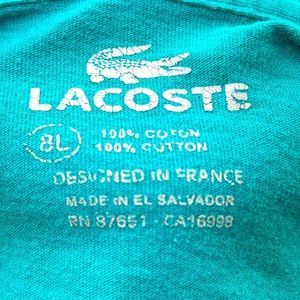 LACOSTE
8L
100% COTON
100% COTTON
DESIGNED IN FRANCE
MADE IN EL SALVADOR
RN 87651 - CA16998